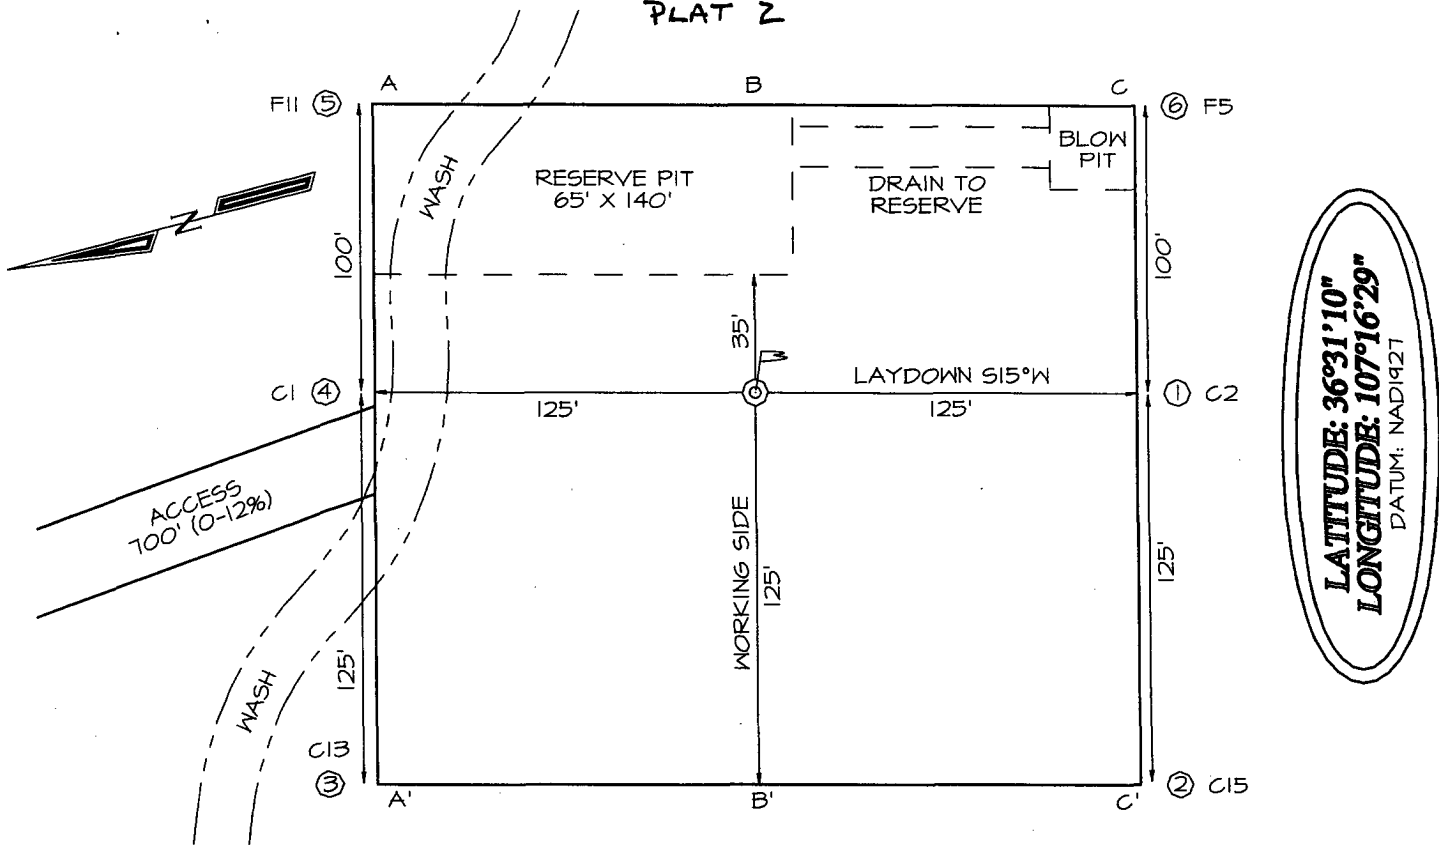 PLAT 2
A
B
C
F11 5
6 F5
BLOW
PIT
WASH
RESERVE PIT
65' X 140'
DRAIN TO
RESERVE
N
100'
100'
35'
LAYDOWN S15°W
C1 4
125'
125'
1 C2
ACCESS
700' (0-12%)
WORKING SIDE
125'
125'
125'
WASH
C13
3
A'
B'
C'
2 C15
LATITUDE: 36°31'10"
LONGITUDE: 107°16'29"
DATUM: NAD1927